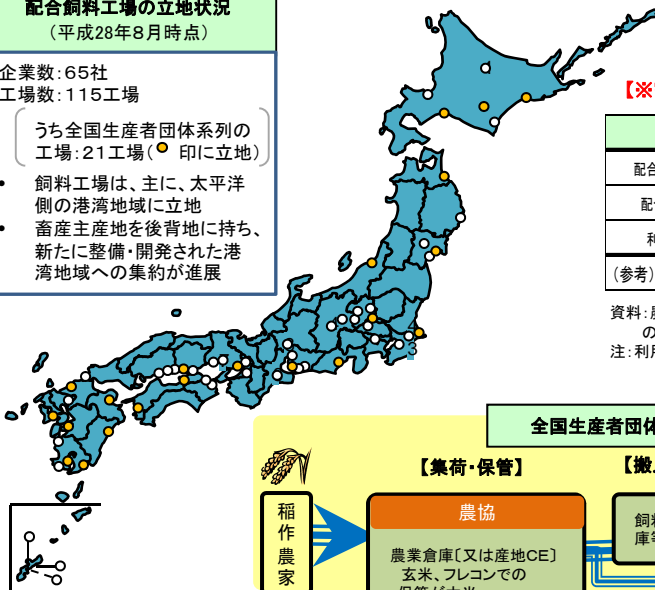 配合飼料工場の立地状況
（平成28年8月時点）
企業数：65社
工場数：115工場
うち全国生産者団体系列の
工場：21工場（ 印に立地）
• 飼料工場は、主に、太平洋
側の港湾地域に立地
• 畜産主産地を後背地に持ち、
新たに整備・開発された港
湾地域への集約が進展
3
【※
配合
配
利
（参考）
資料：
の
注：利用
全国生産者団体
【集荷・保管】
【搬
稲作農家
農協
農業倉庫〔又は産地CE〕
玄米、フレコンでの
飼料
庫等